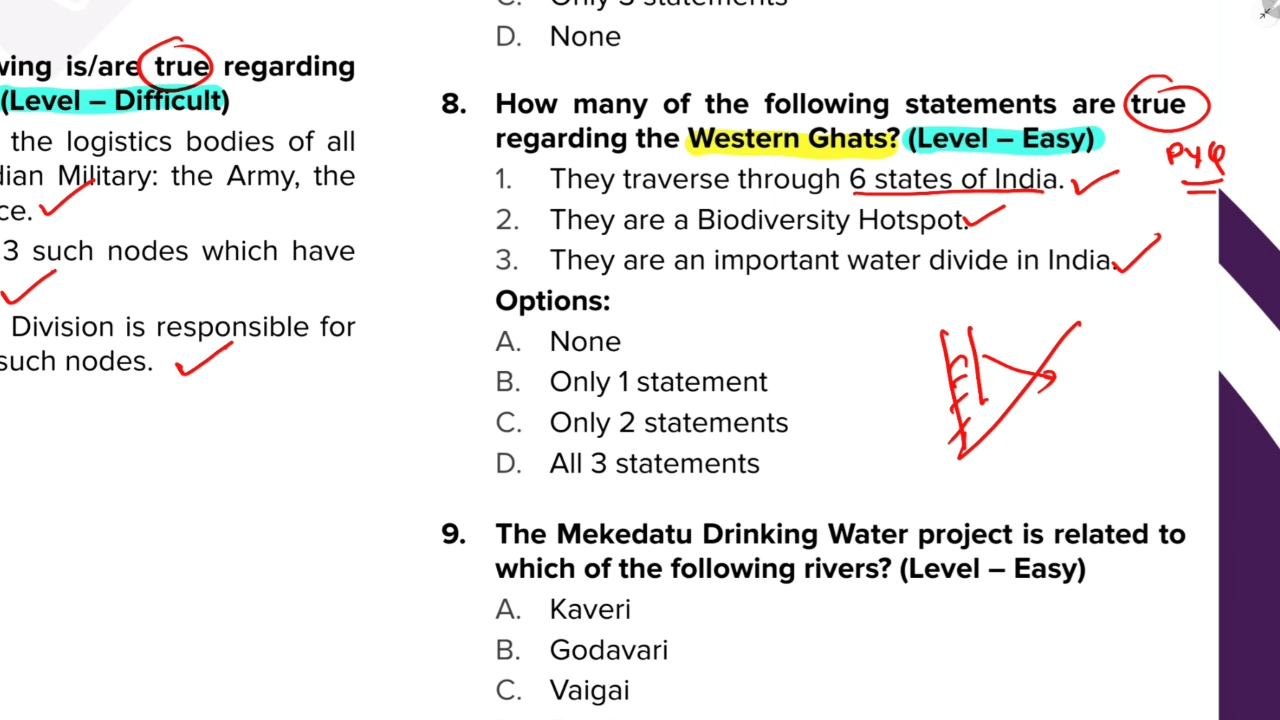 wing is/are true regarding
(Level – Difficult)
the logistics bodies of all
dian Military: the Army, the
ce.
3 such nodes which have
Division is responsible for
such nodes.
C. Only 3 statements
D. None
8. How many of the following statements are true
regarding the Western Ghats? (Level – Easy)
PYQ
1. They traverse through 6 states of India.
2. They are a Biodiversity Hotspot.
3. They are an important water divide in India.
Options:
A. None
B. Only 1 statement
C. Only 2 statements
D. All 3 statements
9. The Mekedatu Drinking Water project is related to
which of the following rivers? (Level – Easy)
A. Kaveri
B. Godavari
C. Vaigai